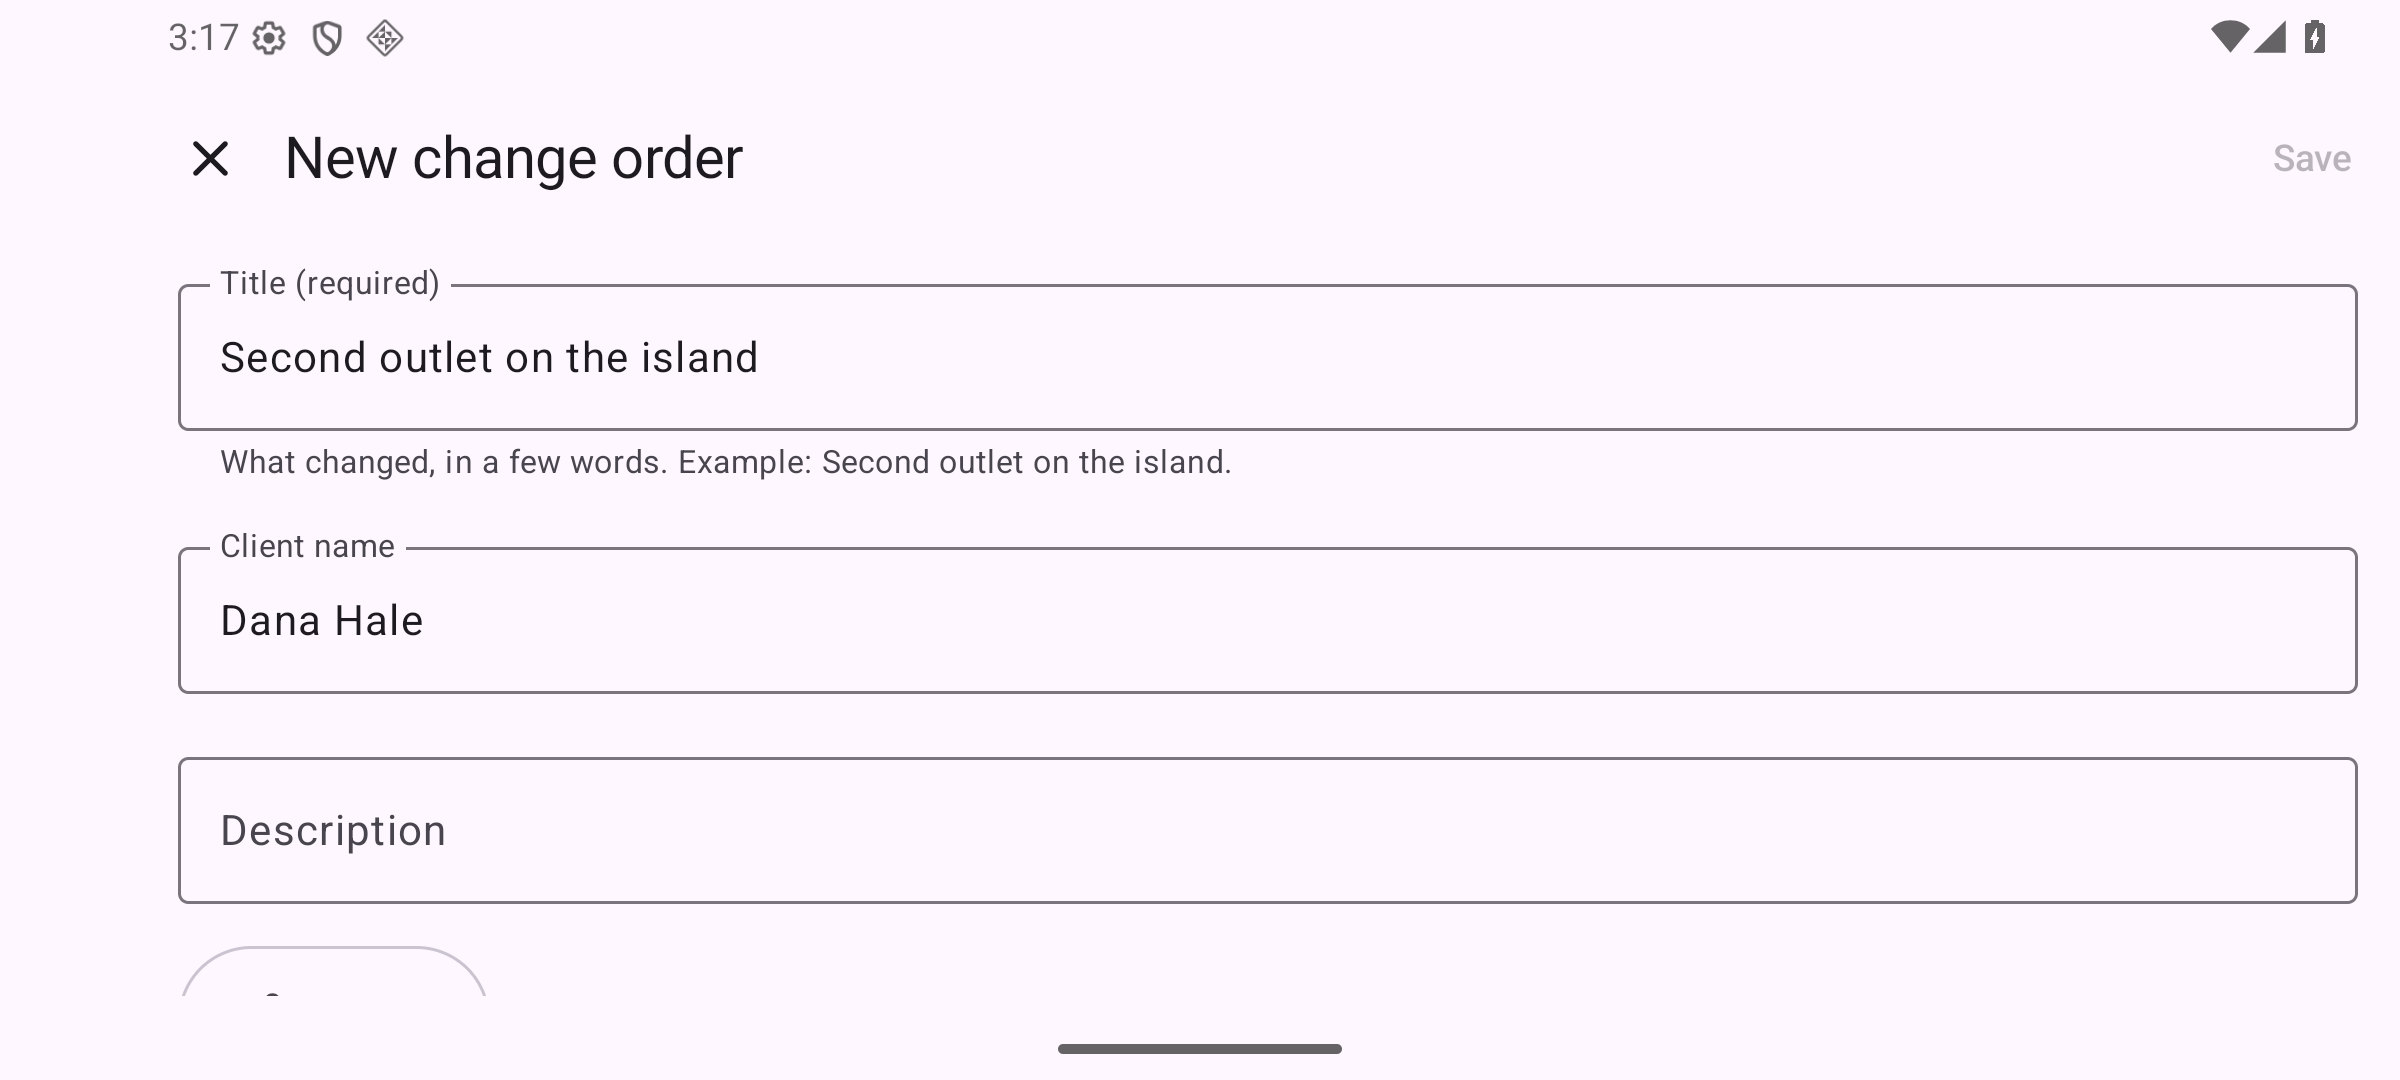 3:17
New change order
Save
Title (required)
Second outlet on the island
What changed, in a few words. Example: Second outlet on the island.
Client name
Dana Hale
Description